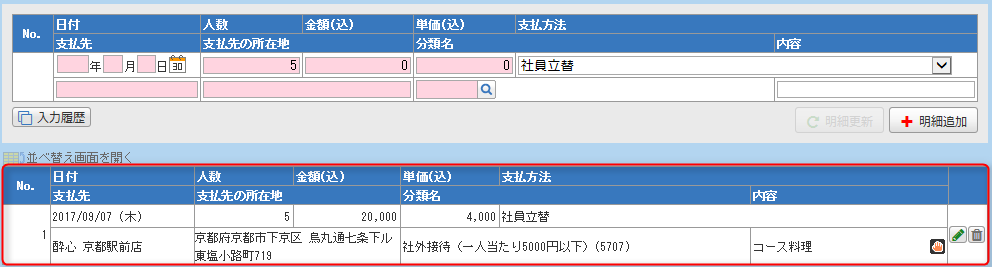 No. 日付 人数 金額(込) 単価(込) 支払方法
支払先 支払先の所在地 分類名 内容
年 月 日 30 5 0 0 社員立替
入力履歴 明細更新 明細追加
並べ替え画面を開く
No. 日付 人数 金額(込) 単価(込) 支払方法
支払先 支払先の所在地 分類名 内容
1 2017/09/07 (木) 5 20,000 4,000 社員立替
酔心 京都駅前店 京都府京都市下京区 烏丸通七条下ル 社外接待 (一人当たり5000円以下) (5707) コース料理
東塩小路町719